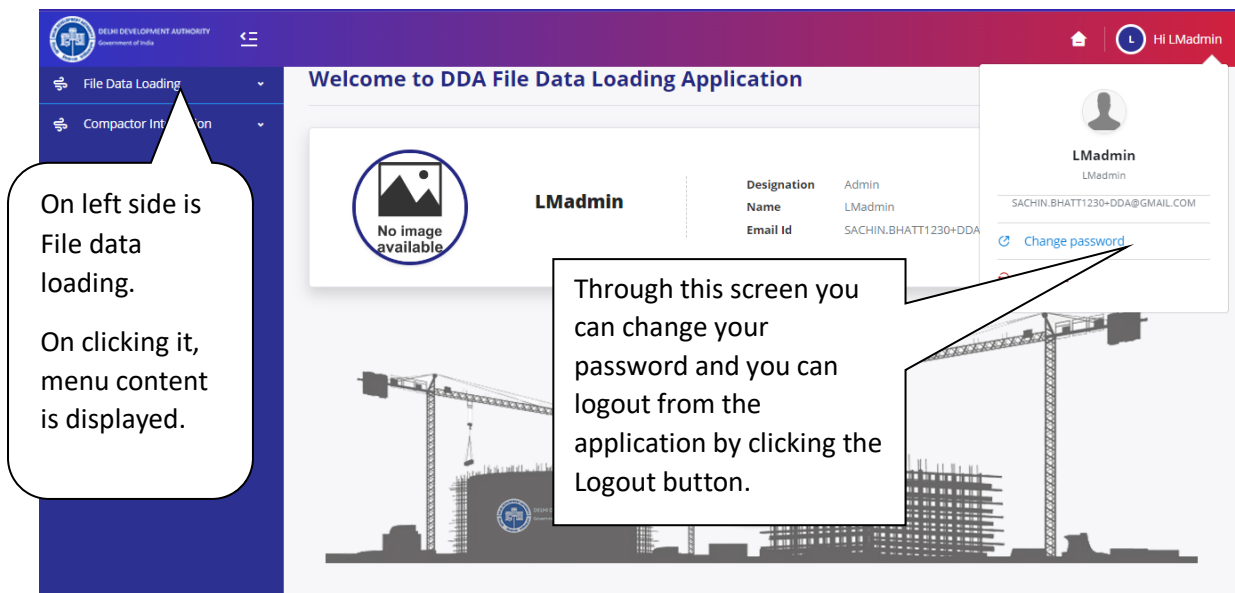 DELHI DEVELOPMENT AUTHORITY
Government of India
L
Hi LMadmin
File Data Loading
Compactor
Welcome to DDA File Data Loading Application
On left side is
File data
loading.
On clicking it,
menu content
is displayed.
No image
available
LMadmin
Designation Admin
Name LMadmin
Email Id SACHIN.BHATT1230+DDA
LMadmin
LMadmin
SACHIN.BHATT1230+DDA@GMAIL.COM
Change password
Through this screen you
can change your
password and you can
logout from the
application by clicking the
Logout button.